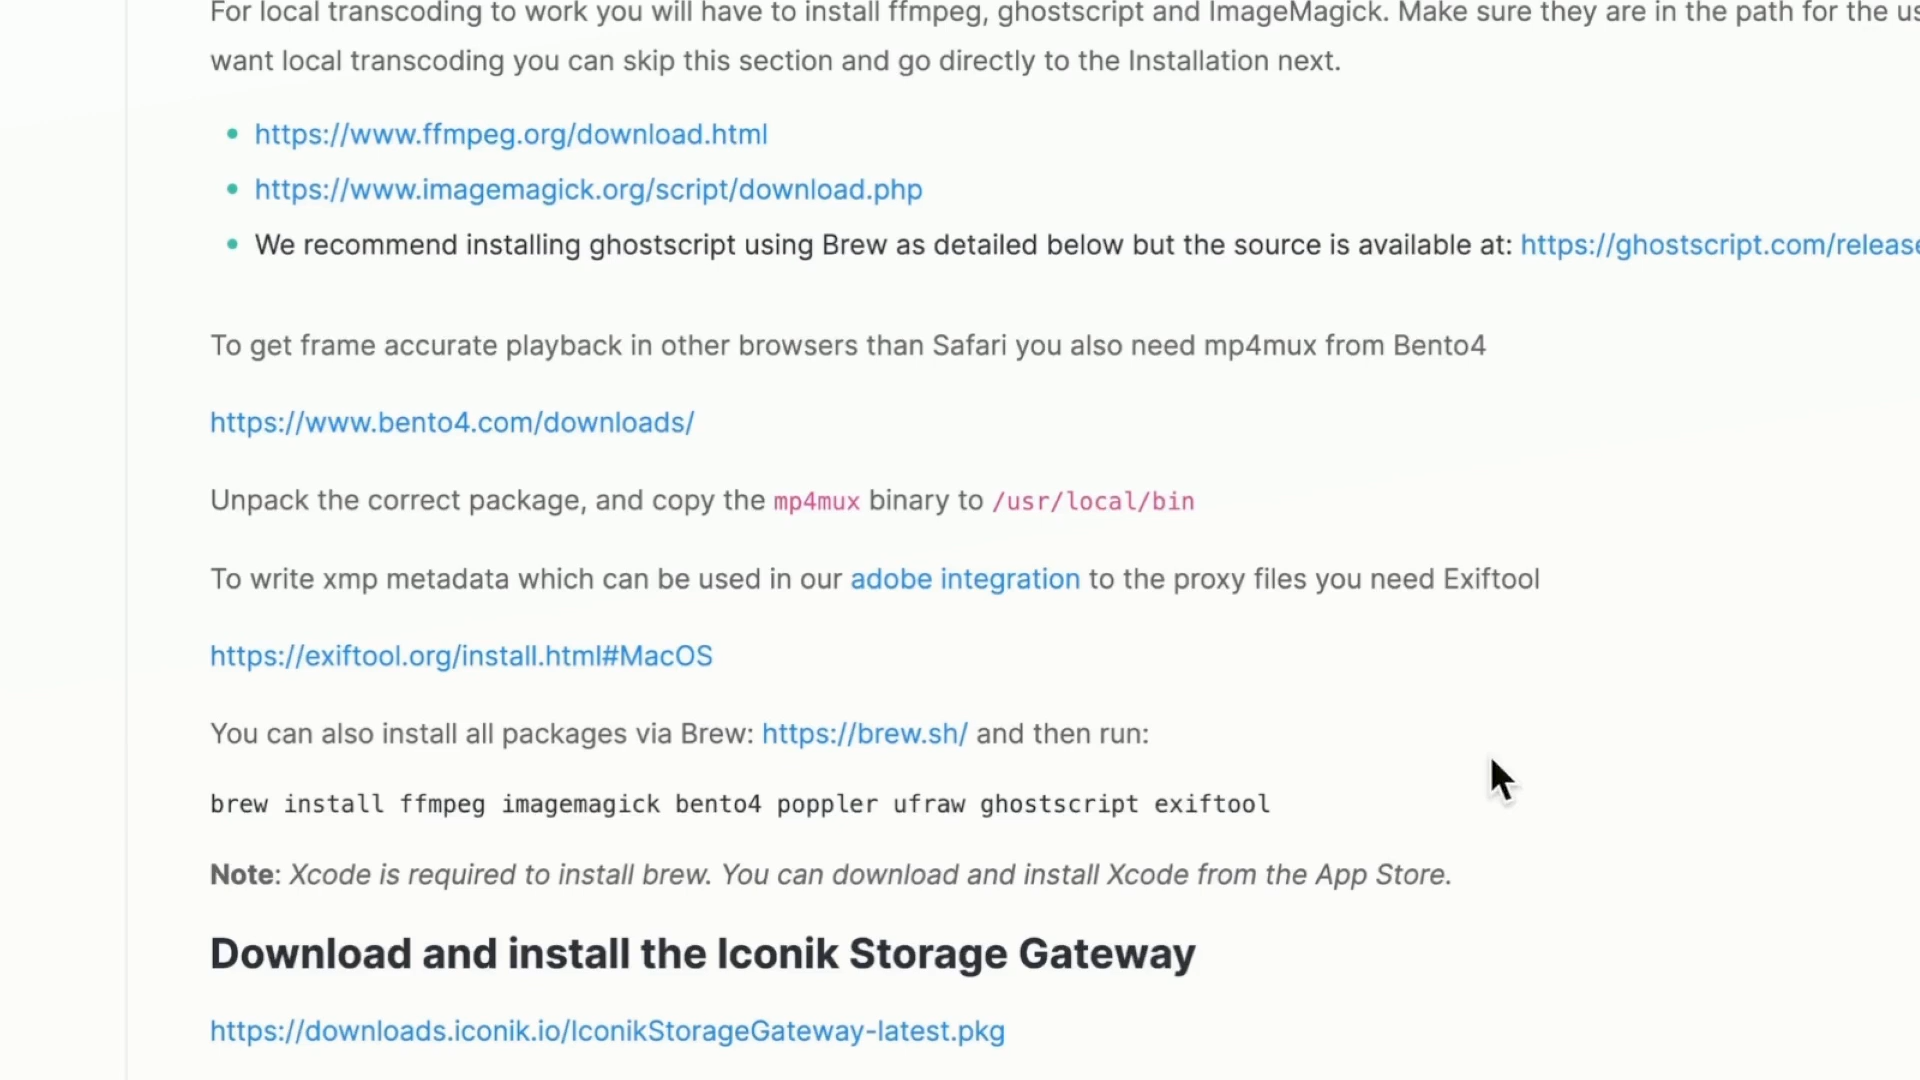 For local transcoding to work you will have to install ffmpeg, ghostscript and ImageMagick. Make sure they are in the path for the
want local transcoding you can skip this section and go directly to the Installation next.
https://www.ffmpeg.org/download.html
https://www.imagemagick.org/script/download.php
We recommend installing ghostscript using Brew as detailed below but the source is available at: https://ghostscript.com/release
To get frame accurate playback in other browsers than Safari you also need mp4mux from Bento4
https://www.bento4.com/downloads/
Unpack the correct package, and copy the mp4mux binary to /usr/local/bin
To write xmp metadata which can be used in our adobe integration to the proxy files you need Exiftool
https://exiftool.org/install.html#MacOS
You can also install all packages via Brew: https://brew.sh/ and then run:
brew install ffmpeg imagemagick bento4 poppler ufraw ghostscript exiftool
Note: Xcode is required to install brew. You can download and install Xcode from the App Store.
Download and install the Iconik Storage Gateway
https://downloads.iconik.io/IconikStorageGateway-latest.pkg